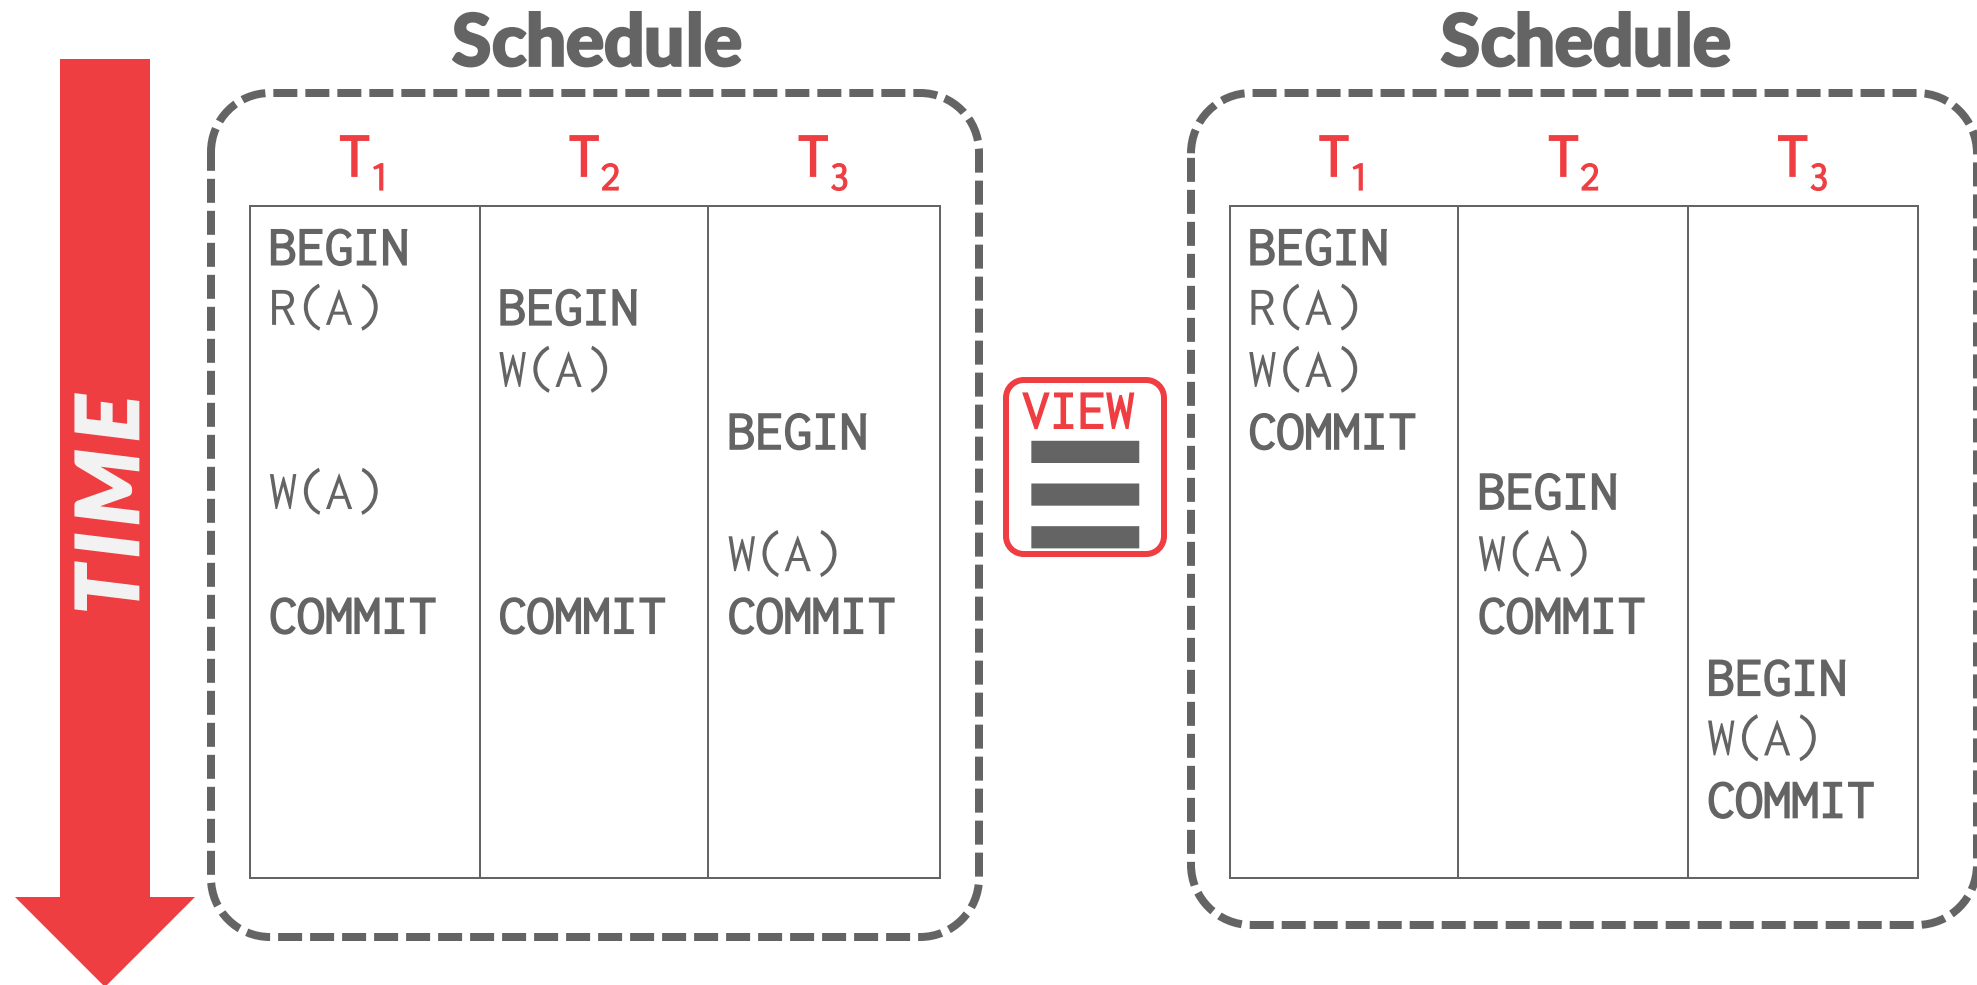 Schedule
Schedule
TIME
T1 T2 T3
BEGIN
R(A) BEGIN
W(A)
BEGIN
W(A)
W(A)
COMMIT COMMIT COMMIT
VIEW
T1 T2 T3
BEGIN
R(A)
W(A)
COMMIT
BEGIN
W(A)
COMMIT
BEGIN
W(A)
COMMIT